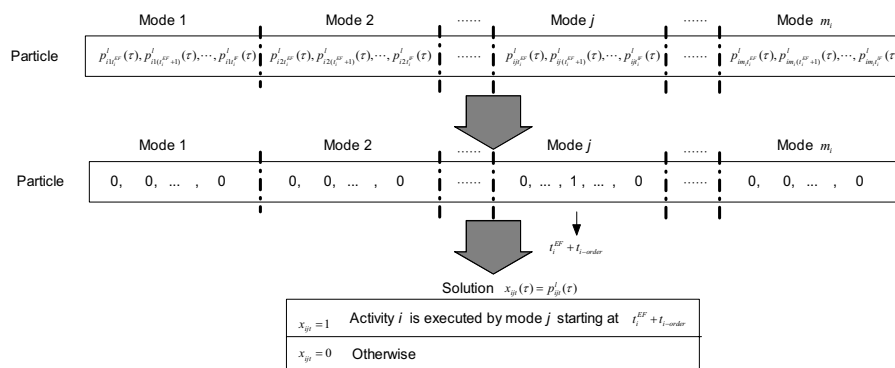 Mode 1 Mode 2 ...... Mode j ...... Mode m_i
Particle p^l_{i1t_i^{EF}}(τ), p^l_{i1(t_i^{EF}+1)}(τ), ⋯, p^l_{i1t_i^{lF}}(τ) p^l_{i2t_i^{EF}}(τ), p^l_{i2(t_i^{EF}+1)}(τ), ⋯, p^l_{i2t_i^{lF}}(τ) ...... p^l_{ijt_i^{EF}}(τ), p^l_{ij(t_i^{EF}+1)}(τ), ⋯, p^l_{ijt_i^{lF}}(τ) ...... p^l_{im_it_i^{EF}}(τ), p^l_{im_i(t_i^{EF}+1)}(τ), ⋯, p^l_{im_it_i^{lF}}(τ)
Mode 1 Mode 2 ...... Mode j ...... Mode m_i
Particle 0, 0, ... , 0 0, 0, ... , 0 ...... 0, ... , 1, ... , 0 ...... 0, 0, ... , 0
t_i^{EF} + t_{i-order}
Solution x_{ijt}(τ) = p^l_{ijt}(τ)
x_{ijt} = 1 Activity i is executed by mode j starting at t_i^{EF} + t_{i-order}
x_{ijt} = 0 Otherwise